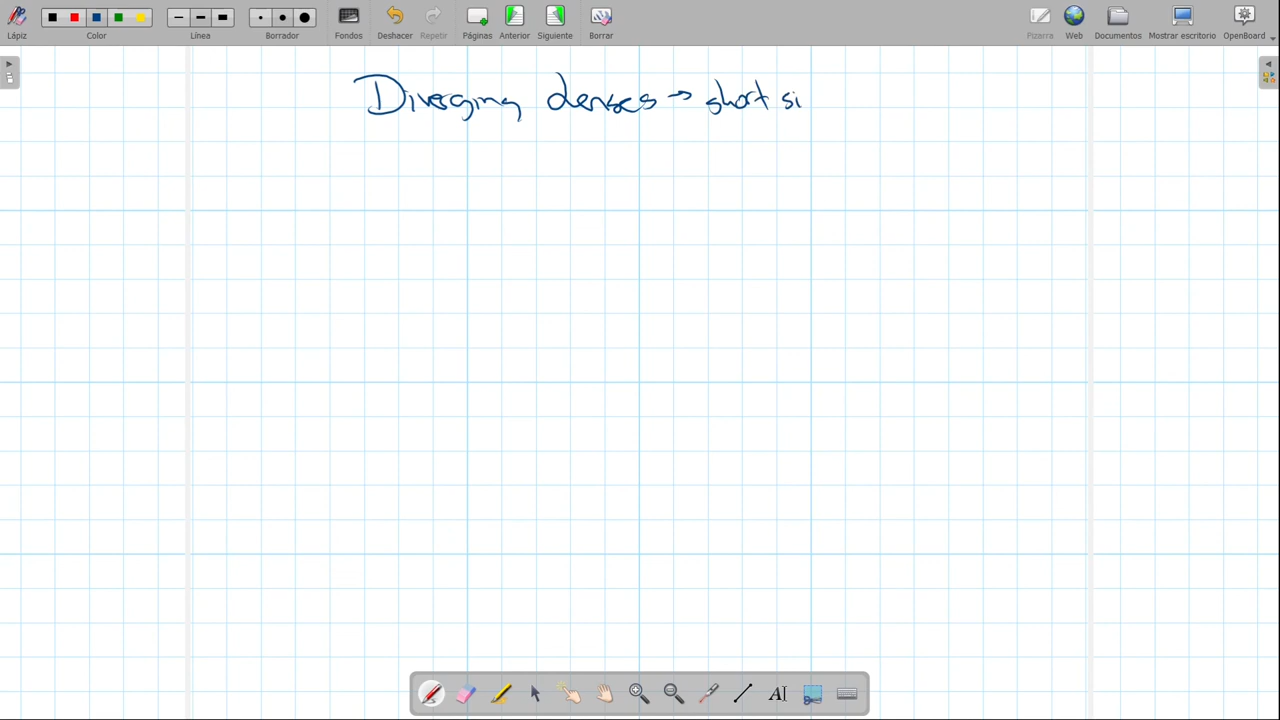 Lápiz Color Línea Borrador Fondos Deshacer Repetir Páginas Anterior Siguiente Borrar Pizarra Web Documentos Mostrar escritorio OpenBoard
Diverging Lenses → short si